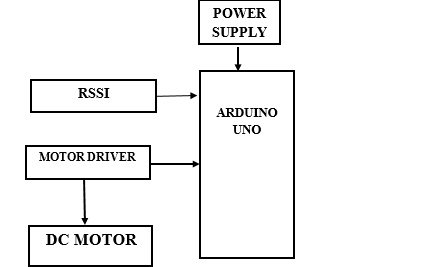 POWER
SUPPLY
RSSI
ARDUINO
UNO
MOTOR DRIVER
DC MOTOR